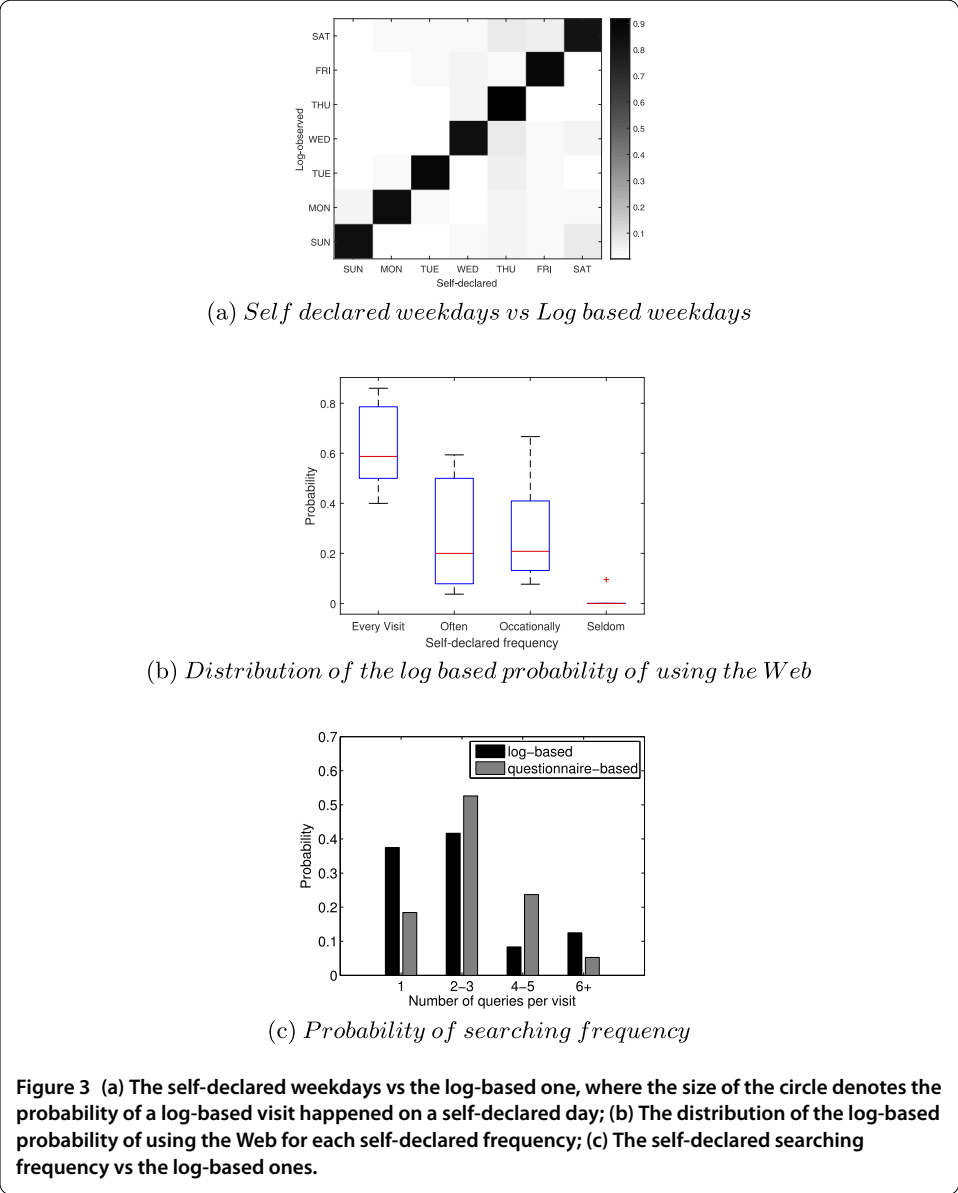 SAT
FRI
THU
WED
TUE
MON
SUN
Log-observed
0.9
0.8
0.7
0.6
0.5
0.4
0.3
0.2
0.1
SUN MON TUE WED THU FRI SAT
Self-declared
(a) Self declared weekdays vs Log based weekdays
0.8
0.6
0.4
0.2
0
Probability
Every Visit Often Occationally Seldom
Self-declared frequency
(b) Distribution of the log based probability of using the Web
0.7
0.6
0.5
0.4
0.3
0.2
0.1
0
Probability
log-based
questionnaire-based
1 2-3 4-5 6+
Number of queries per visit
(c) Probability of searching frequency
Figure 3 (a) The self-declared weekdays vs the log-based one, where the size of the circle denotes the
probability of a log-based visit happened on a self-declared day; (b) The distribution of the log-based
probability of using the Web for each self-declared frequency; (c) The self-declared searching
frequency vs the log-based ones.